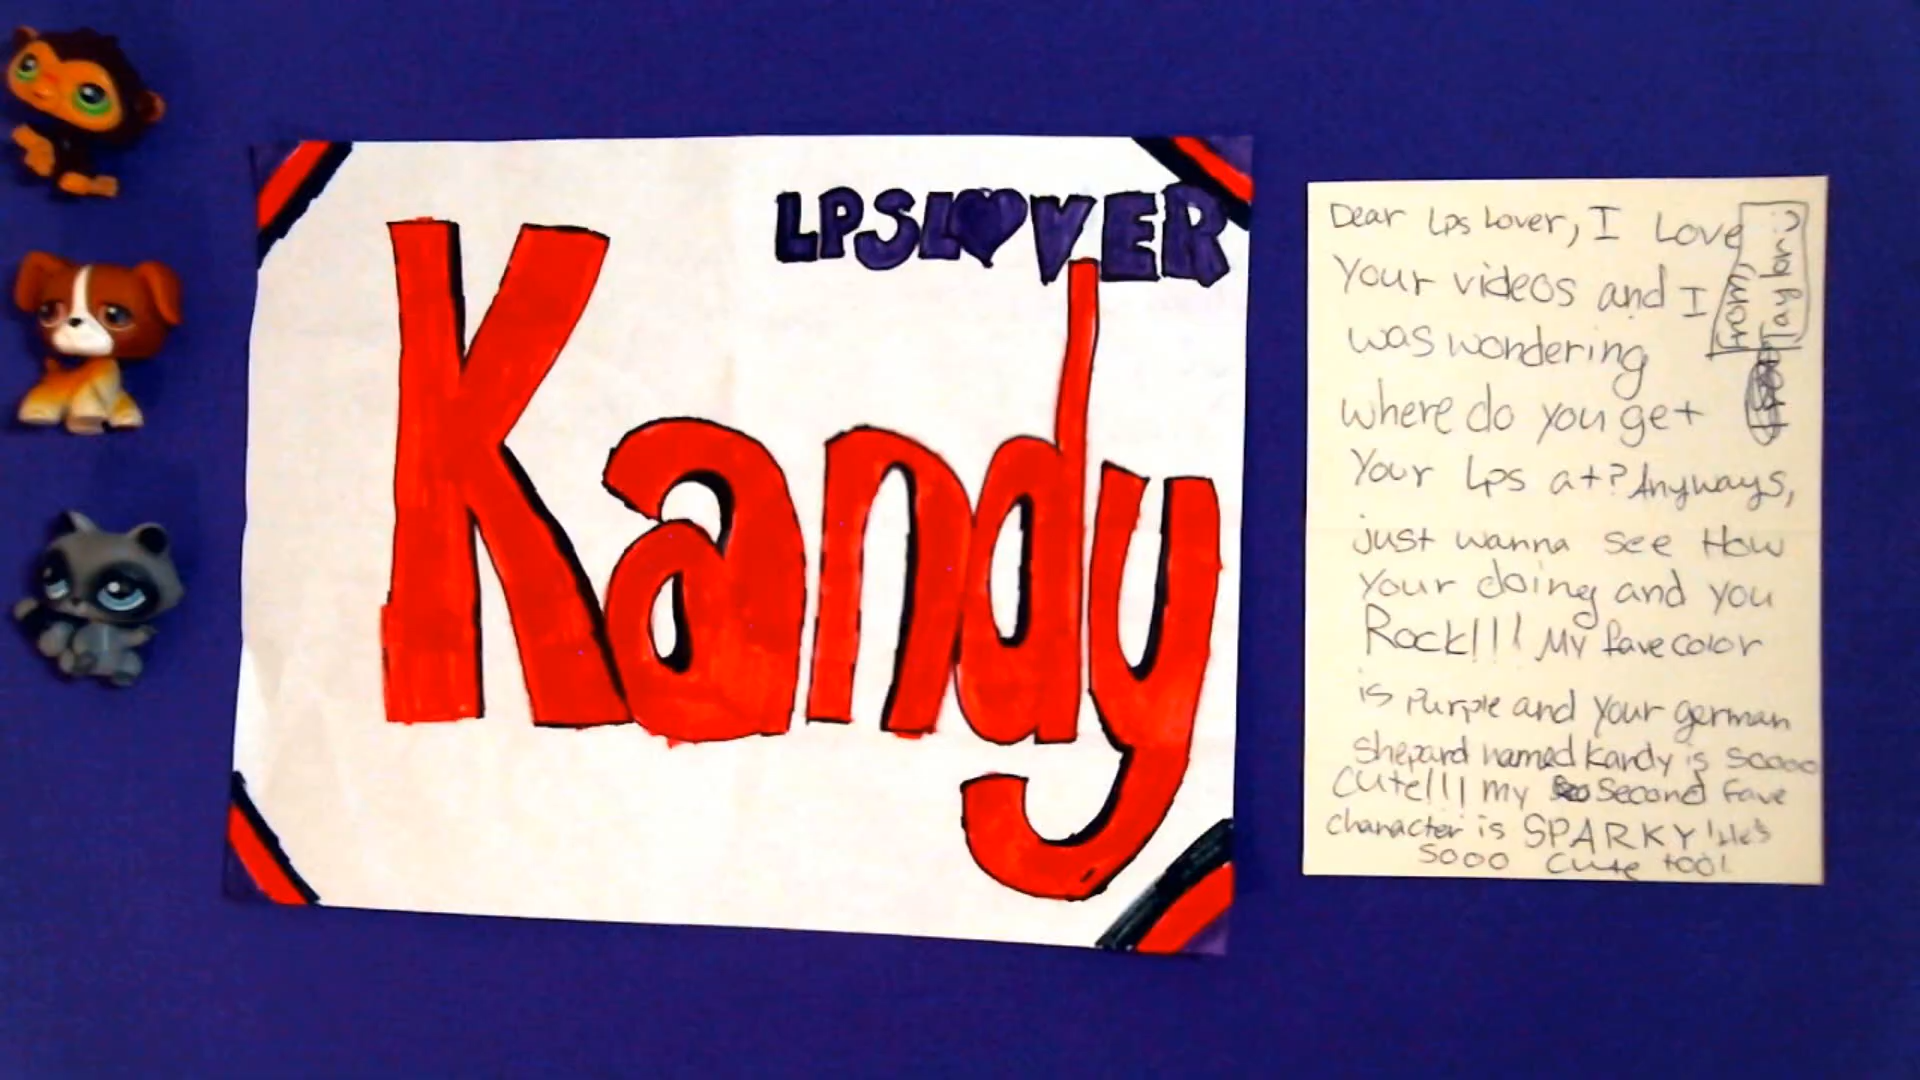 LPSLOVER
Kandy
Dear Lps Lover, I Love
Your videos and I
was wondering
where do you get
Your Lps at? Anyways,
just wanna see How
your doing and you
Rock!!! My fave color
is Purple and your german
Shepard named Kandy is soooo
Cute!!! my second fave
character is SPARKY! He's
sooo cute too!
from,
Taylor :)